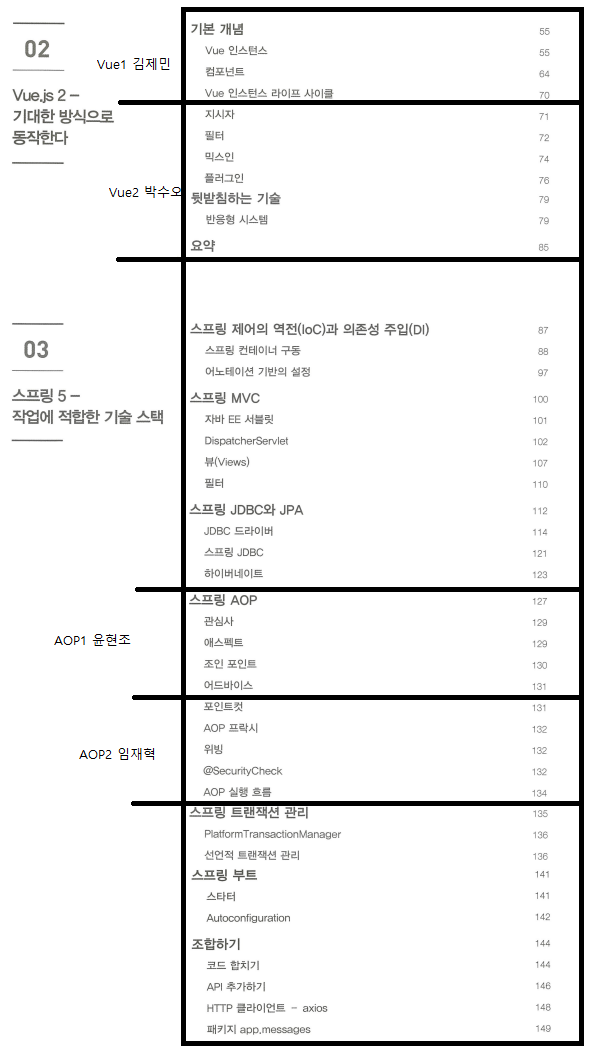 02
Vue.js 2 –
기대한 방식으로
동작한다
Vue1 김제민
Vue2 박수오
기본 개념 55
Vue 인스턴스 55
컴포넌트 64
Vue 인스턴스 라이프 사이클 70
지시자 71
필터 72
믹스인 74
플러그인 76
뒷받침하는 기술 79
반응형 시스템 79
요약 85
03
스프링 5 –
작업에 적합한 기술 스택
스프링 제어의 역전(IoC)과 의존성 주입(DI) 87
스프링 컨테이너 구동 88
어노테이션 기반의 설정 97
스프링 MVC 100
자바 EE 서블릿 101
DispatcherServlet 102
뷰(Views) 107
필터 110
스프링 JDBC와 JPA 112
JDBC 드라이버 114
스프링 JDBC 121
하이버네이트 123
AOP1 윤현조
스프링 AOP 127
관심사 129
애스펙트 129
조인 포인트 130
어드바이스 131
AOP2 임재혁
포인트컷 131
AOP 프락시 132
위빙 132
@SecurityCheck 132
AOP 실행 흐름 134
스프링 트랜잭션 관리 135
PlatformTransactionManager 136
선언적 트랜잭션 관리 136
스프링 부트 141
스타터 141
Autoconfiguration 142
조합하기 144
코드 합치기 144
API 추가하기 146
HTTP 클라이언트 – axios 148
패키지 app.messages 149